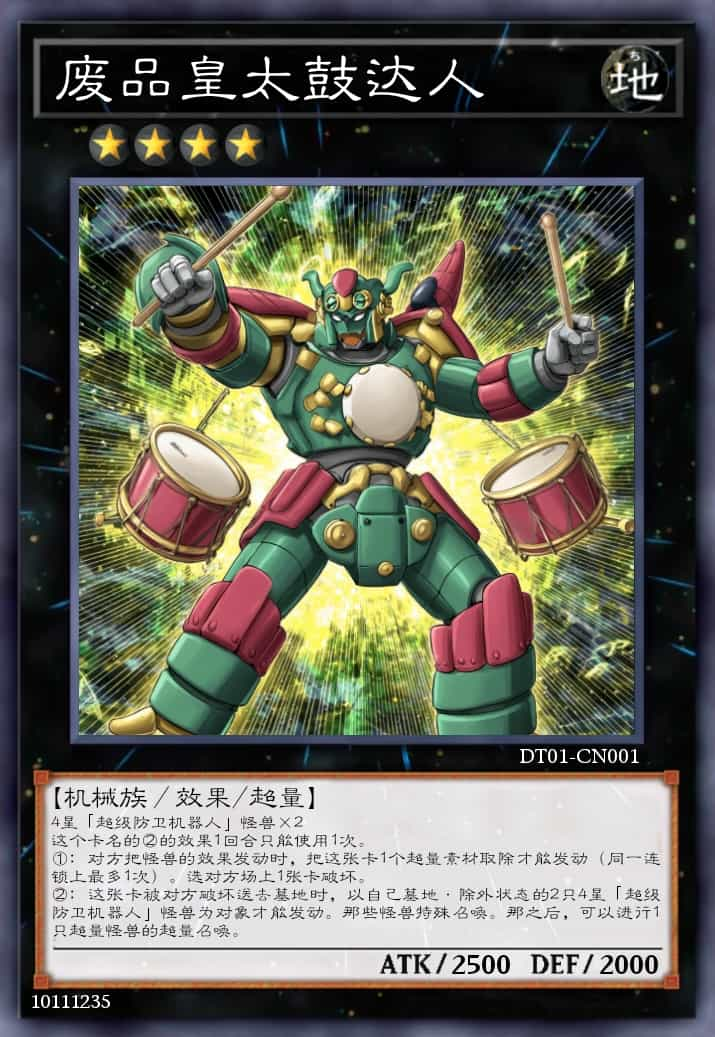 废品皇太鼓达人
ち
地
DT01-CN001
【机械族／效果/超量】
4星「超级防卫机器人」怪兽×2
这个卡名的②的效果1回合只能使用1次。
①：对方把怪兽的效果发动时，把这张卡1个超量素材取除才能发动（同一连
锁上最多1次）。选对方场上1张卡破坏。
②：这张卡被对方破坏送去墓地时，以自己墓地·除外状态的2只4星「超级
防卫机器人」怪兽为对象才能发动。那些怪兽特殊召唤。那之后，可以进行1
只超量怪兽的超量召唤。
ATK/2500 DEF/2000
10111235